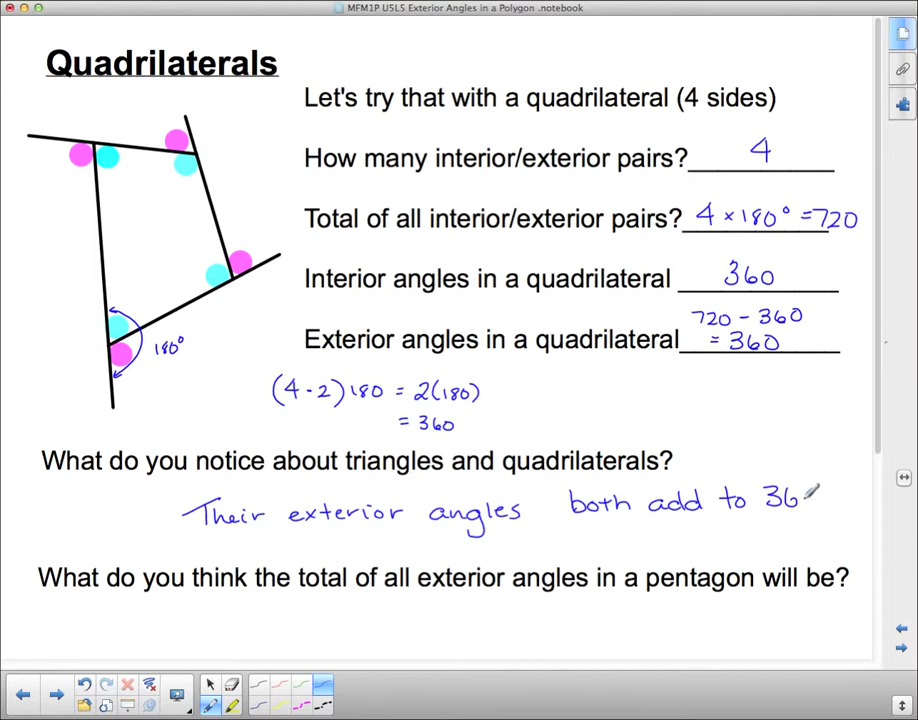 MFM1P USL5 Exterior Angles in a Polygon .notebook
Quadrilaterals
Let's try that with a quadrilateral (4 sides)
How many interior/exterior pairs? 4
Total of all interior/exterior pairs? 4 × 180° = 720
Interior angles in a quadrilateral 360
720 - 360
Exterior angles in a quadrilateral = 360
180°
(4 - 2) 180 = 2(180)
= 360
What do you notice about triangles and quadrilaterals?
Their exterior angles both add to 36
What do you think the total of all exterior angles in a pentagon will be?